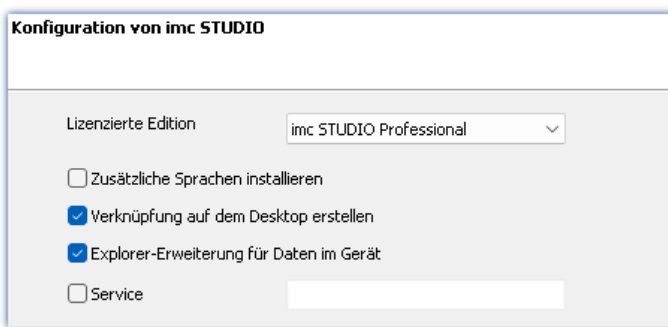 Konfiguration von imc STUDIO
Lizenzierte Edition
imc STUDIO Professional
Zusätzliche Sprachen installieren
Verknüpfung auf dem Desktop erstellen
Explorer-Erweiterung für Daten im Gerät
Service